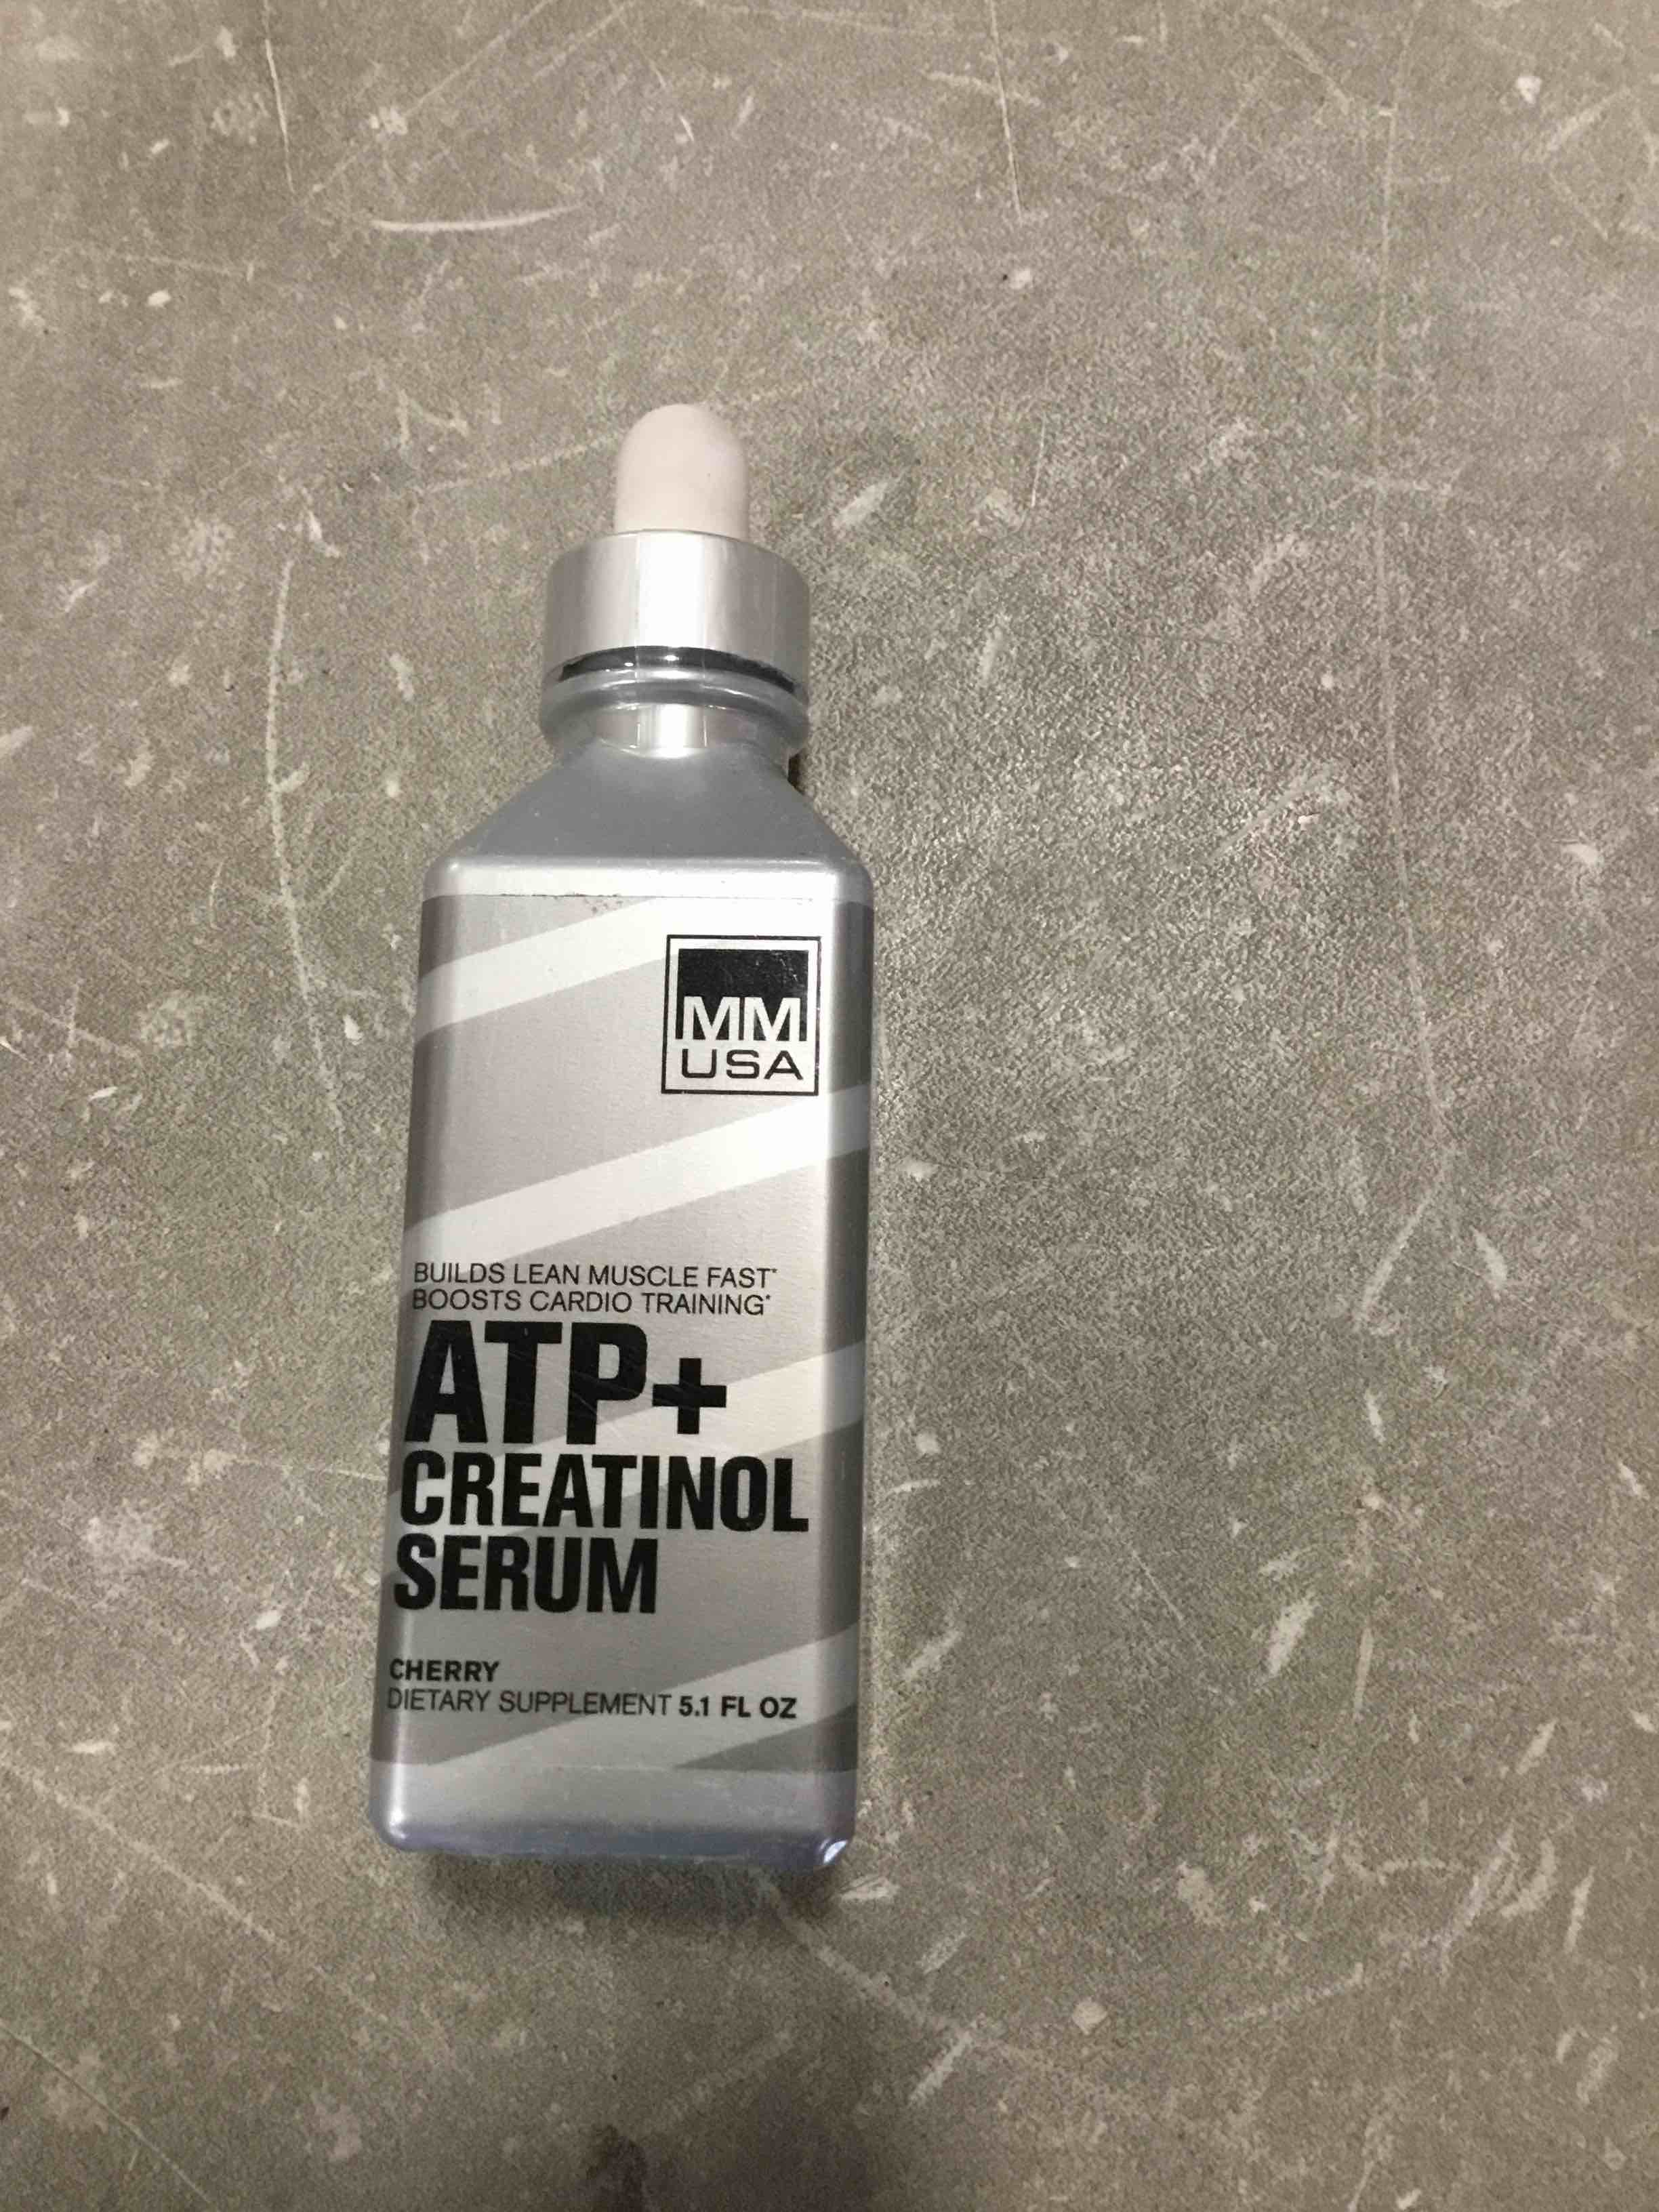 MM
USA
BUILDS LEAN MUSCLE FAST*
BOOSTS CARDIO TRAINING*
ATP+
CREATINOL
SERUM
CHERRY
DIETARY SUPPLEMENT 5.1 FL OZ